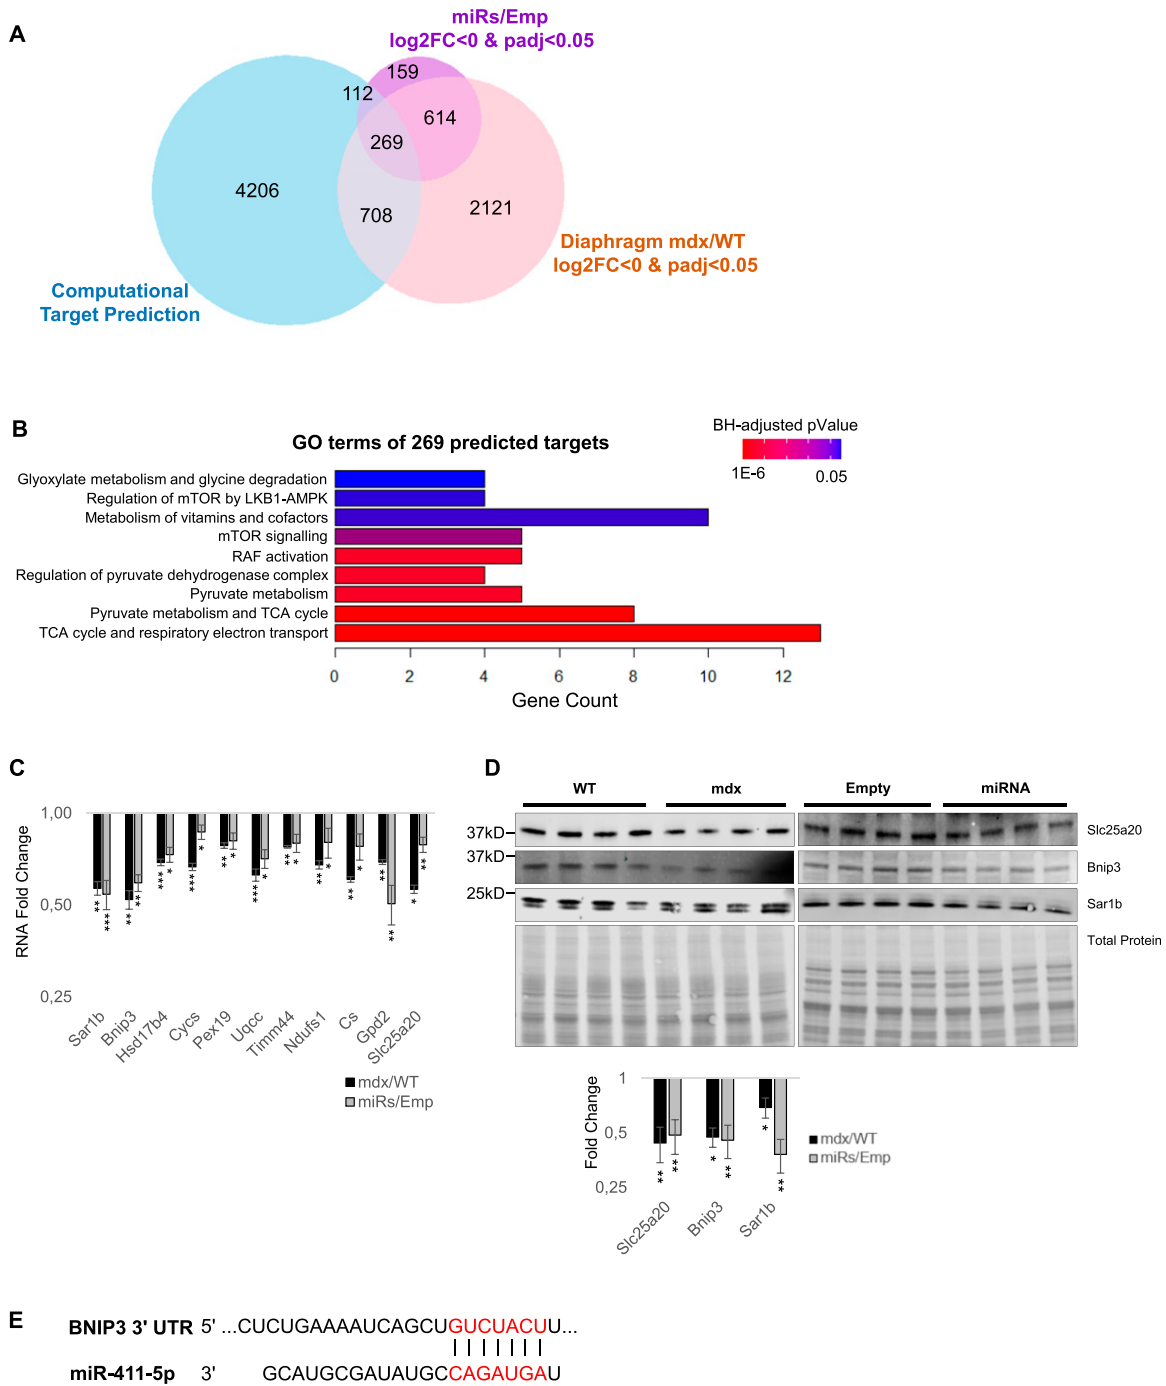 A
miRs/Emp
log2FC<0 & padj<0.05
159
112
614
269
4206
708
2121
Diaphragm mdx/WT
log2FC<0 & padj<0.05
Computational
Target Prediction
B
BH-adjusted pValue
1E-6
0.05
GO terms of 269 predicted targets
Glyoxylate metabolism and glycine degradation
Regulation of mTOR by LKB1-AMPK
Metabolism of vitamins and cofactors
mTOR signalling
RAF activation
Regulation of pyruvate dehydrogenase complex
Pyruvate metabolism
Pyruvate metabolism and TCA cycle
TCA cycle and respiratory electron transport
0 2 4 6 8 10 12
Gene Count
C
RNA Fold Change
1,00
0,50
0,25
** *** ** ** *** * *** * ** * *** * ** * ** * ** * ** ** * **
Sar1b Bnip3 Hsd17b4 Cycs Pex19 Uqcc Timm44 Ndufs1 Cs Gpd2 Slc25a20
mdx/WT
miRs/Emp
D
WT mdx Empty miRNA
37kD
Slc25a20
37kD
Bnip3
25kD
Sar1b
Total Protein
Fold Change
1
0,5
0,25
** ** * ** * **
Slc25a20 Bnip3 Sar1b
mdx/WT
miRs/Emp
E
BNIP3 3' UTR 5' ...CUCUGAAAAUCAGCUGUCUACUU...
miR-411-5p 3' GCAUGCGAUAUGCCAGAUGAU